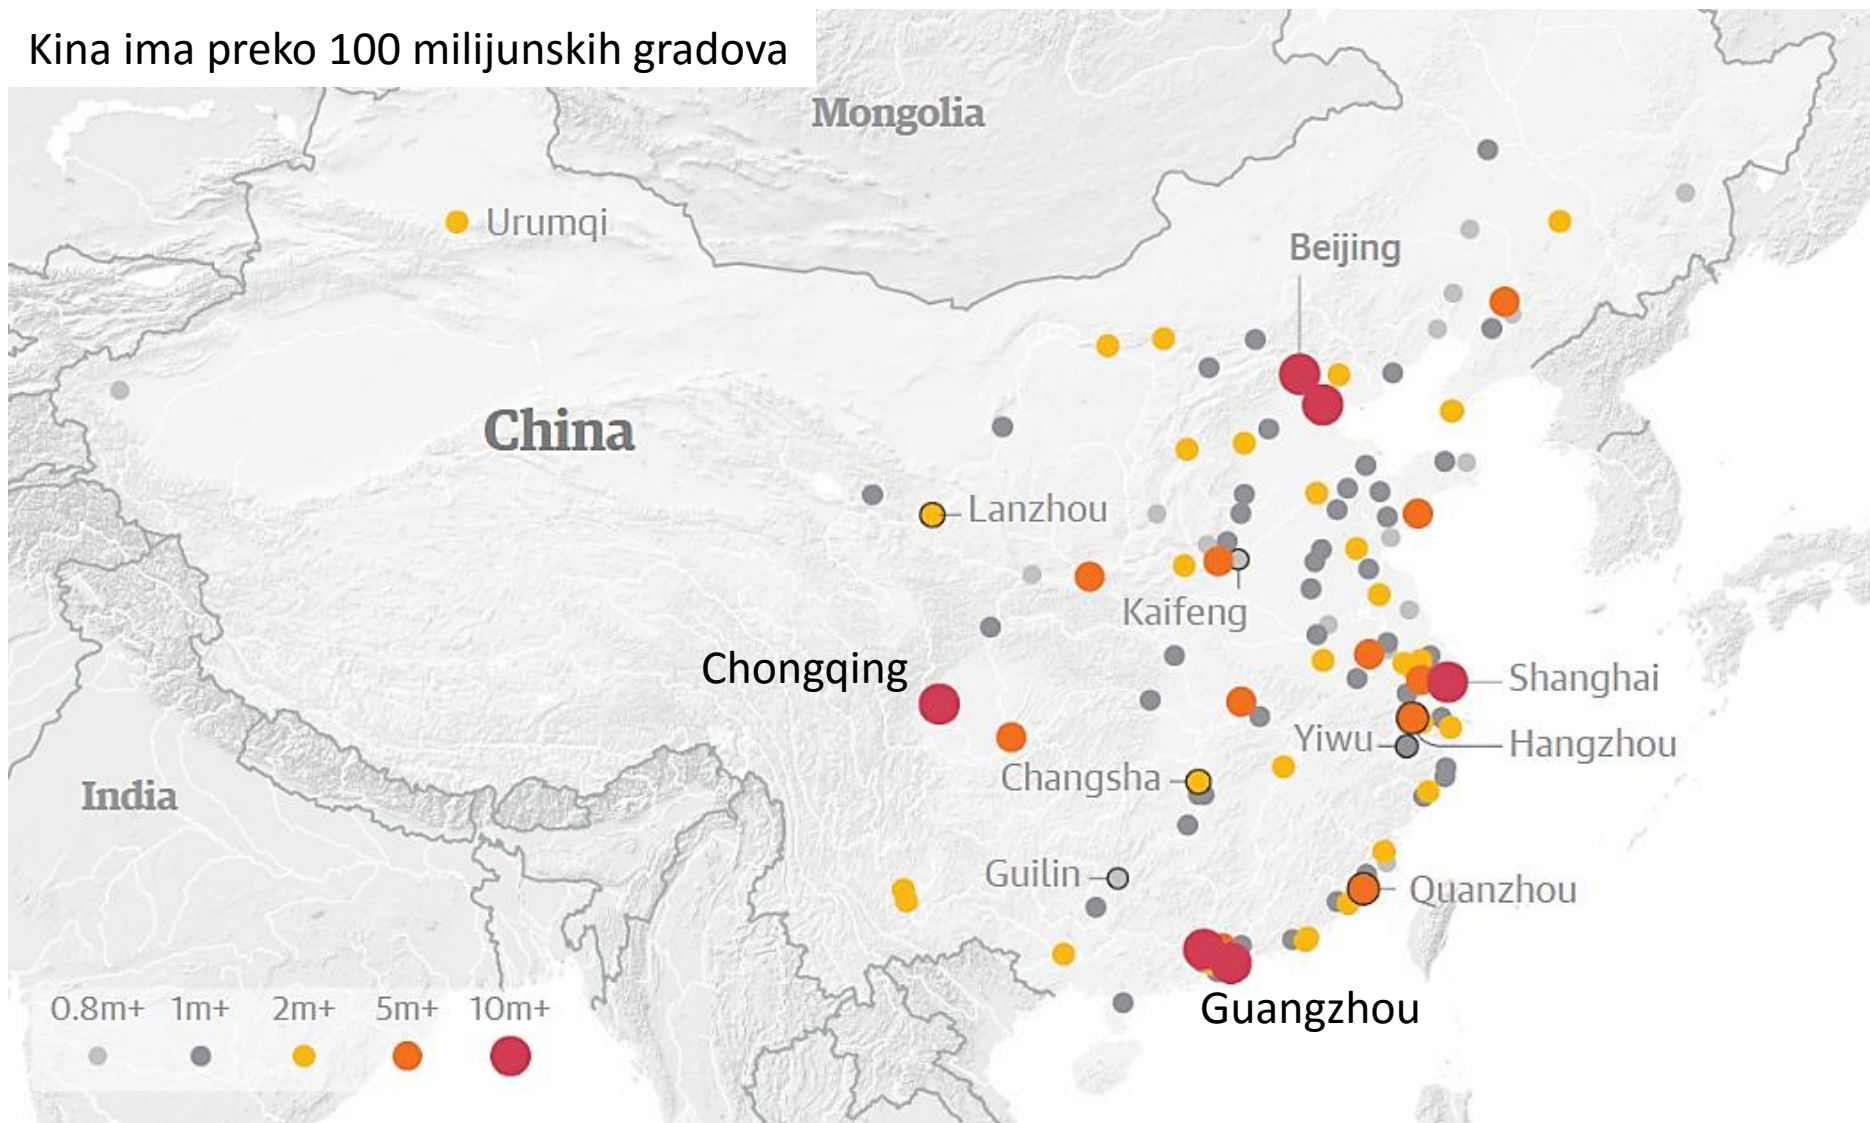 Kina ima preko 100 milijunskih gradova
Mongolia
Urumqi
Beijing
China
Lanzhou
Kaifeng
Chongqing
Shanghai
Yiwu
Hangzhou
Changsha
India
Guilin
Quanzhou
Guangzhou
0.8m+ 1m+ 2m+ 5m+ 10m+